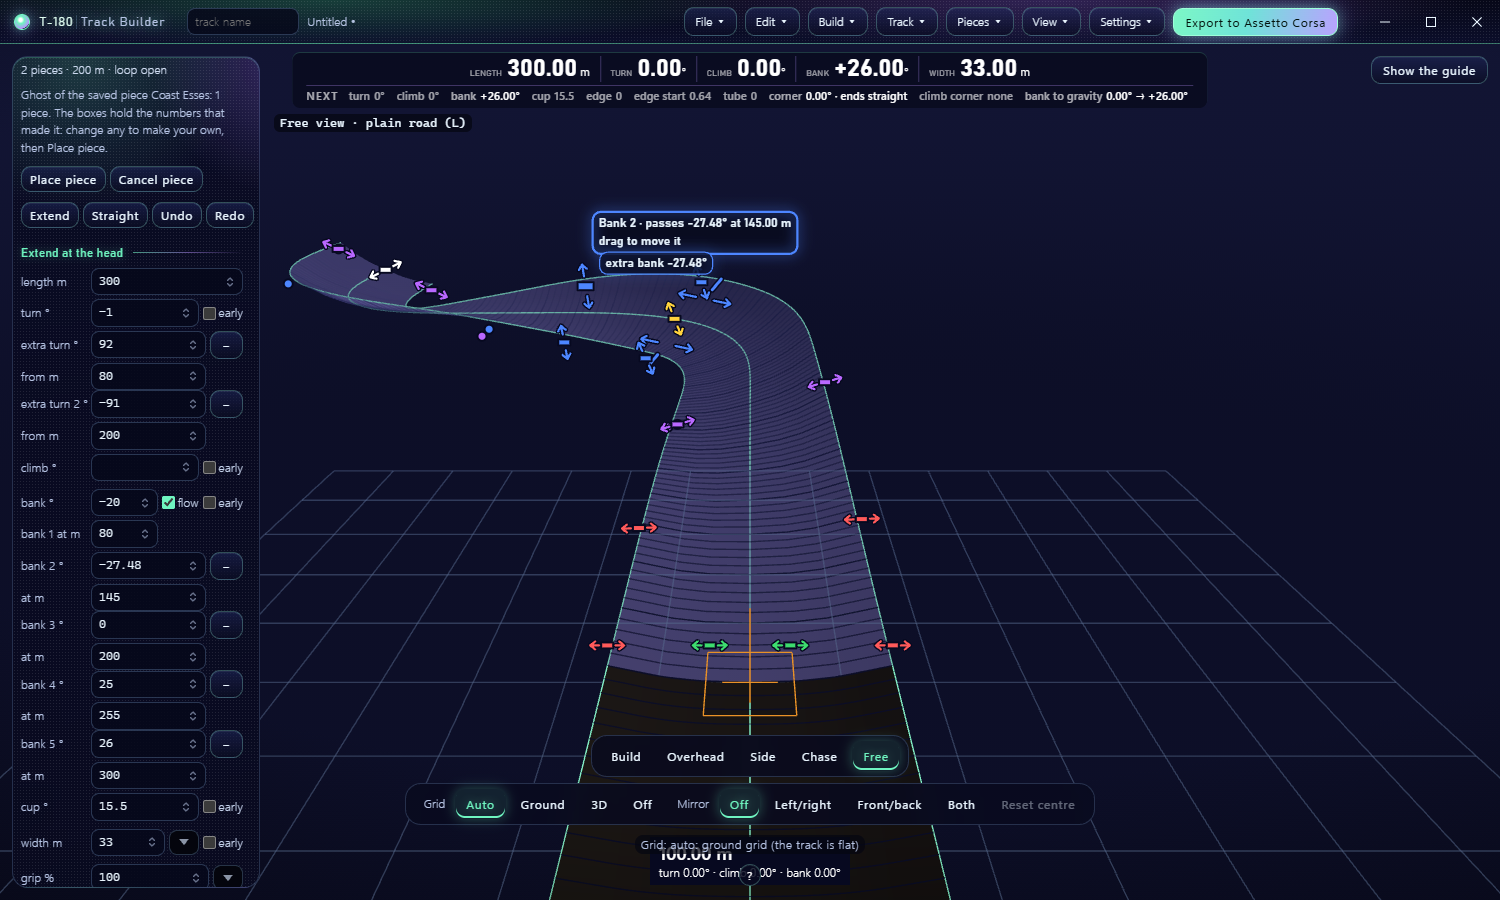 T-180 Track Builder
track name
Untitled •
File ▾
Edit ▾
Build ▾
Track ▾
Pieces ▾
View ▾
Settings ▾
Export to Assetto Corsa
2 pieces · 200 m · loop open
Ghost of the saved piece Coast Esses: 1
piece. The boxes hold the numbers that
made it: change any to make your own,
then Place piece.
Place piece
Cancel piece
Extend
Straight
Undo
Redo
Extend at the head
length m 300
turn ° −1 early
extra turn ° 92 −
from m 80
extra turn 2 ° −91 −
from m 200
climb ° early
bank ° −20 flow early
bank 1 at m 80
bank 2 ° −27.48 −
at m 145
bank 3 ° 0 −
at m 200
bank 4 ° 25 −
at m 255
bank 5 ° 26 −
at m 300
cup ° 15.5 early
width m 33 early
grip % 100
LENGTH 300.00 m TURN 0.00° CLIMB 0.00° BANK +26.00° WIDTH 33.00 m
NEXT turn 0° climb 0° bank +26.00° cup 15.5 edge 0 edge start 0.64 tube 0 corner 0.00° · ends straight climb corner none bank to gravity 0.00° → +26.00°
Show the guide
Free view · plain road (L)
Bank 2 · passes −27.48° at 145.00 m
drag to move it
extra bank −27.48°
Build
Overhead
Side
Chase
Free
Grid Auto Ground 3D Off Mirror Off Left/right Front/back Both Reset centre
Grid: auto: ground grid (the track is flat)
100.00 m
turn 0.00° · clim 00° · bank 0.00°
?